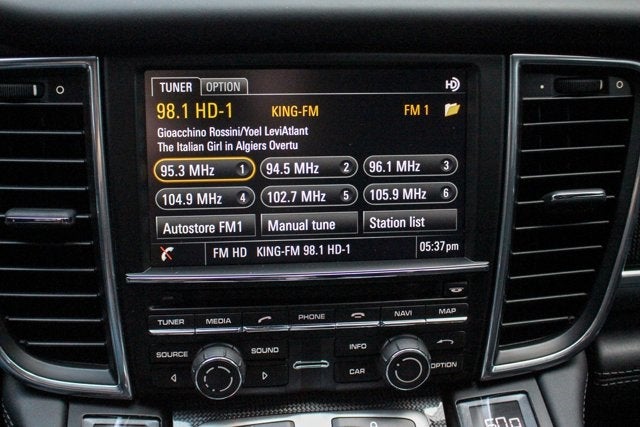 TUNER OPTION HD
98.1 HD-1 KING-FM FM 1
Gioacchino Rossini/Yoel LeviAtlant
The Italian Girl in Algiers Overtu
95.3 MHz 1 94.5 MHz 2 96.1 MHz 3
104.9 MHz 4 102.7 MHz 5 105.9 MHz 6
Autostore FM1 Manual tune Station list
FM HD KING-FM 98.1 HD-1 05:37 pm
TUNER MEDIA PHONE NAVI MAP
SOURCE SOUND INFO
CAR OPTION